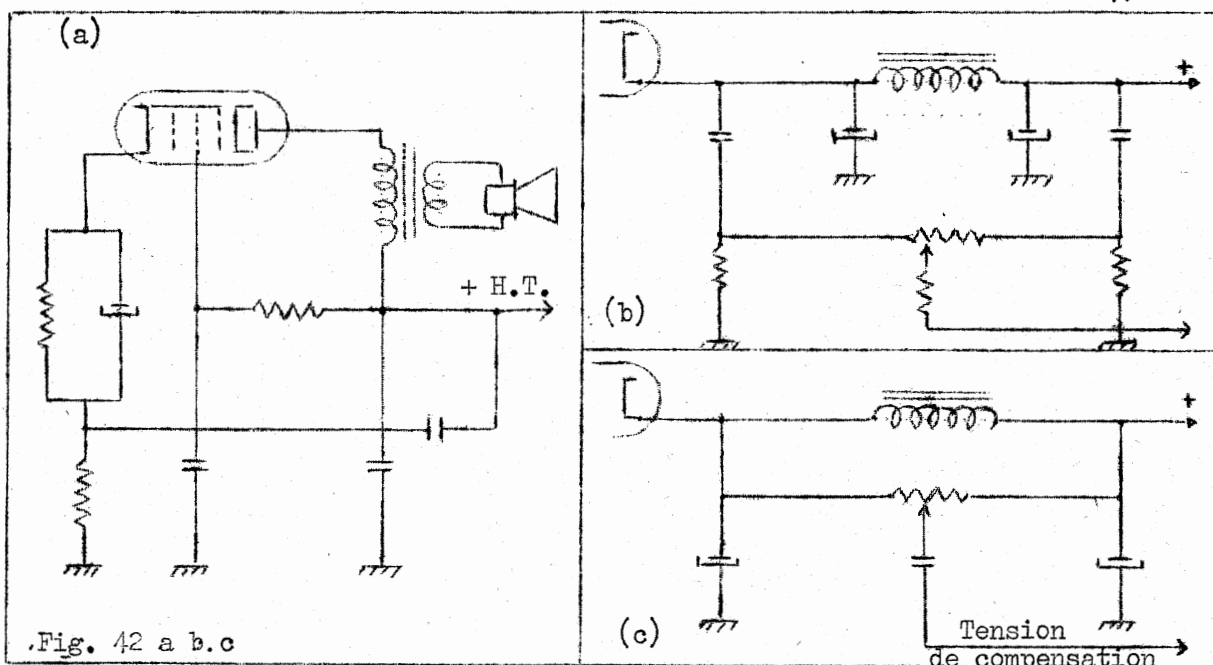 (a)
+ H.T.
.Fig. 42 a b.c
+
(b)
+
(c)
Tension
de compensation